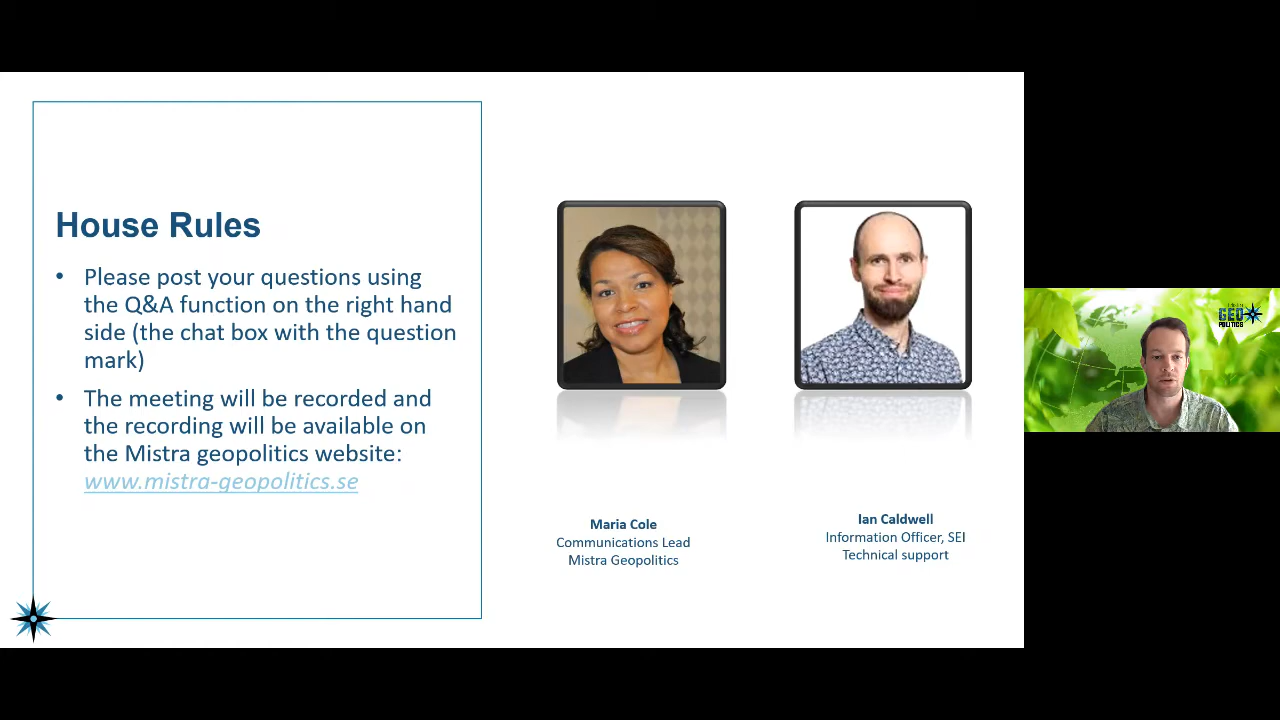 House Rules
• Please post your questions using
the Q&A function on the right hand
side (the chat box with the question
mark)
• The meeting will be recorded and
the recording will be available on
the Mistra geopolitics website:
www.mistra-geopolitics.se
Maria Cole
Communications Lead
Mistra Geopolitics
Ian Caldwell
Information Officer, SEI
Technical support
GEO
POLITICS